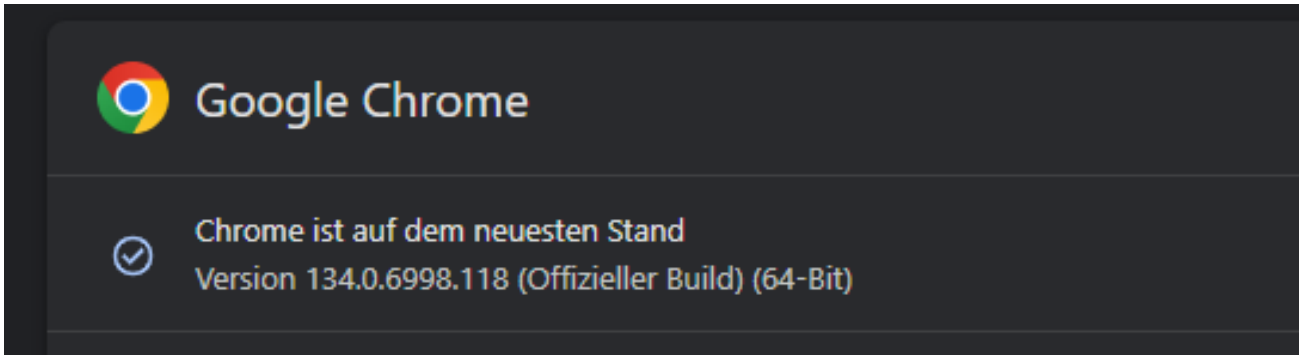 Google Chrome
Chrome ist auf dem neuesten Stand
Version 134.0.6998.118 (Offizieller Build) (64-Bit)